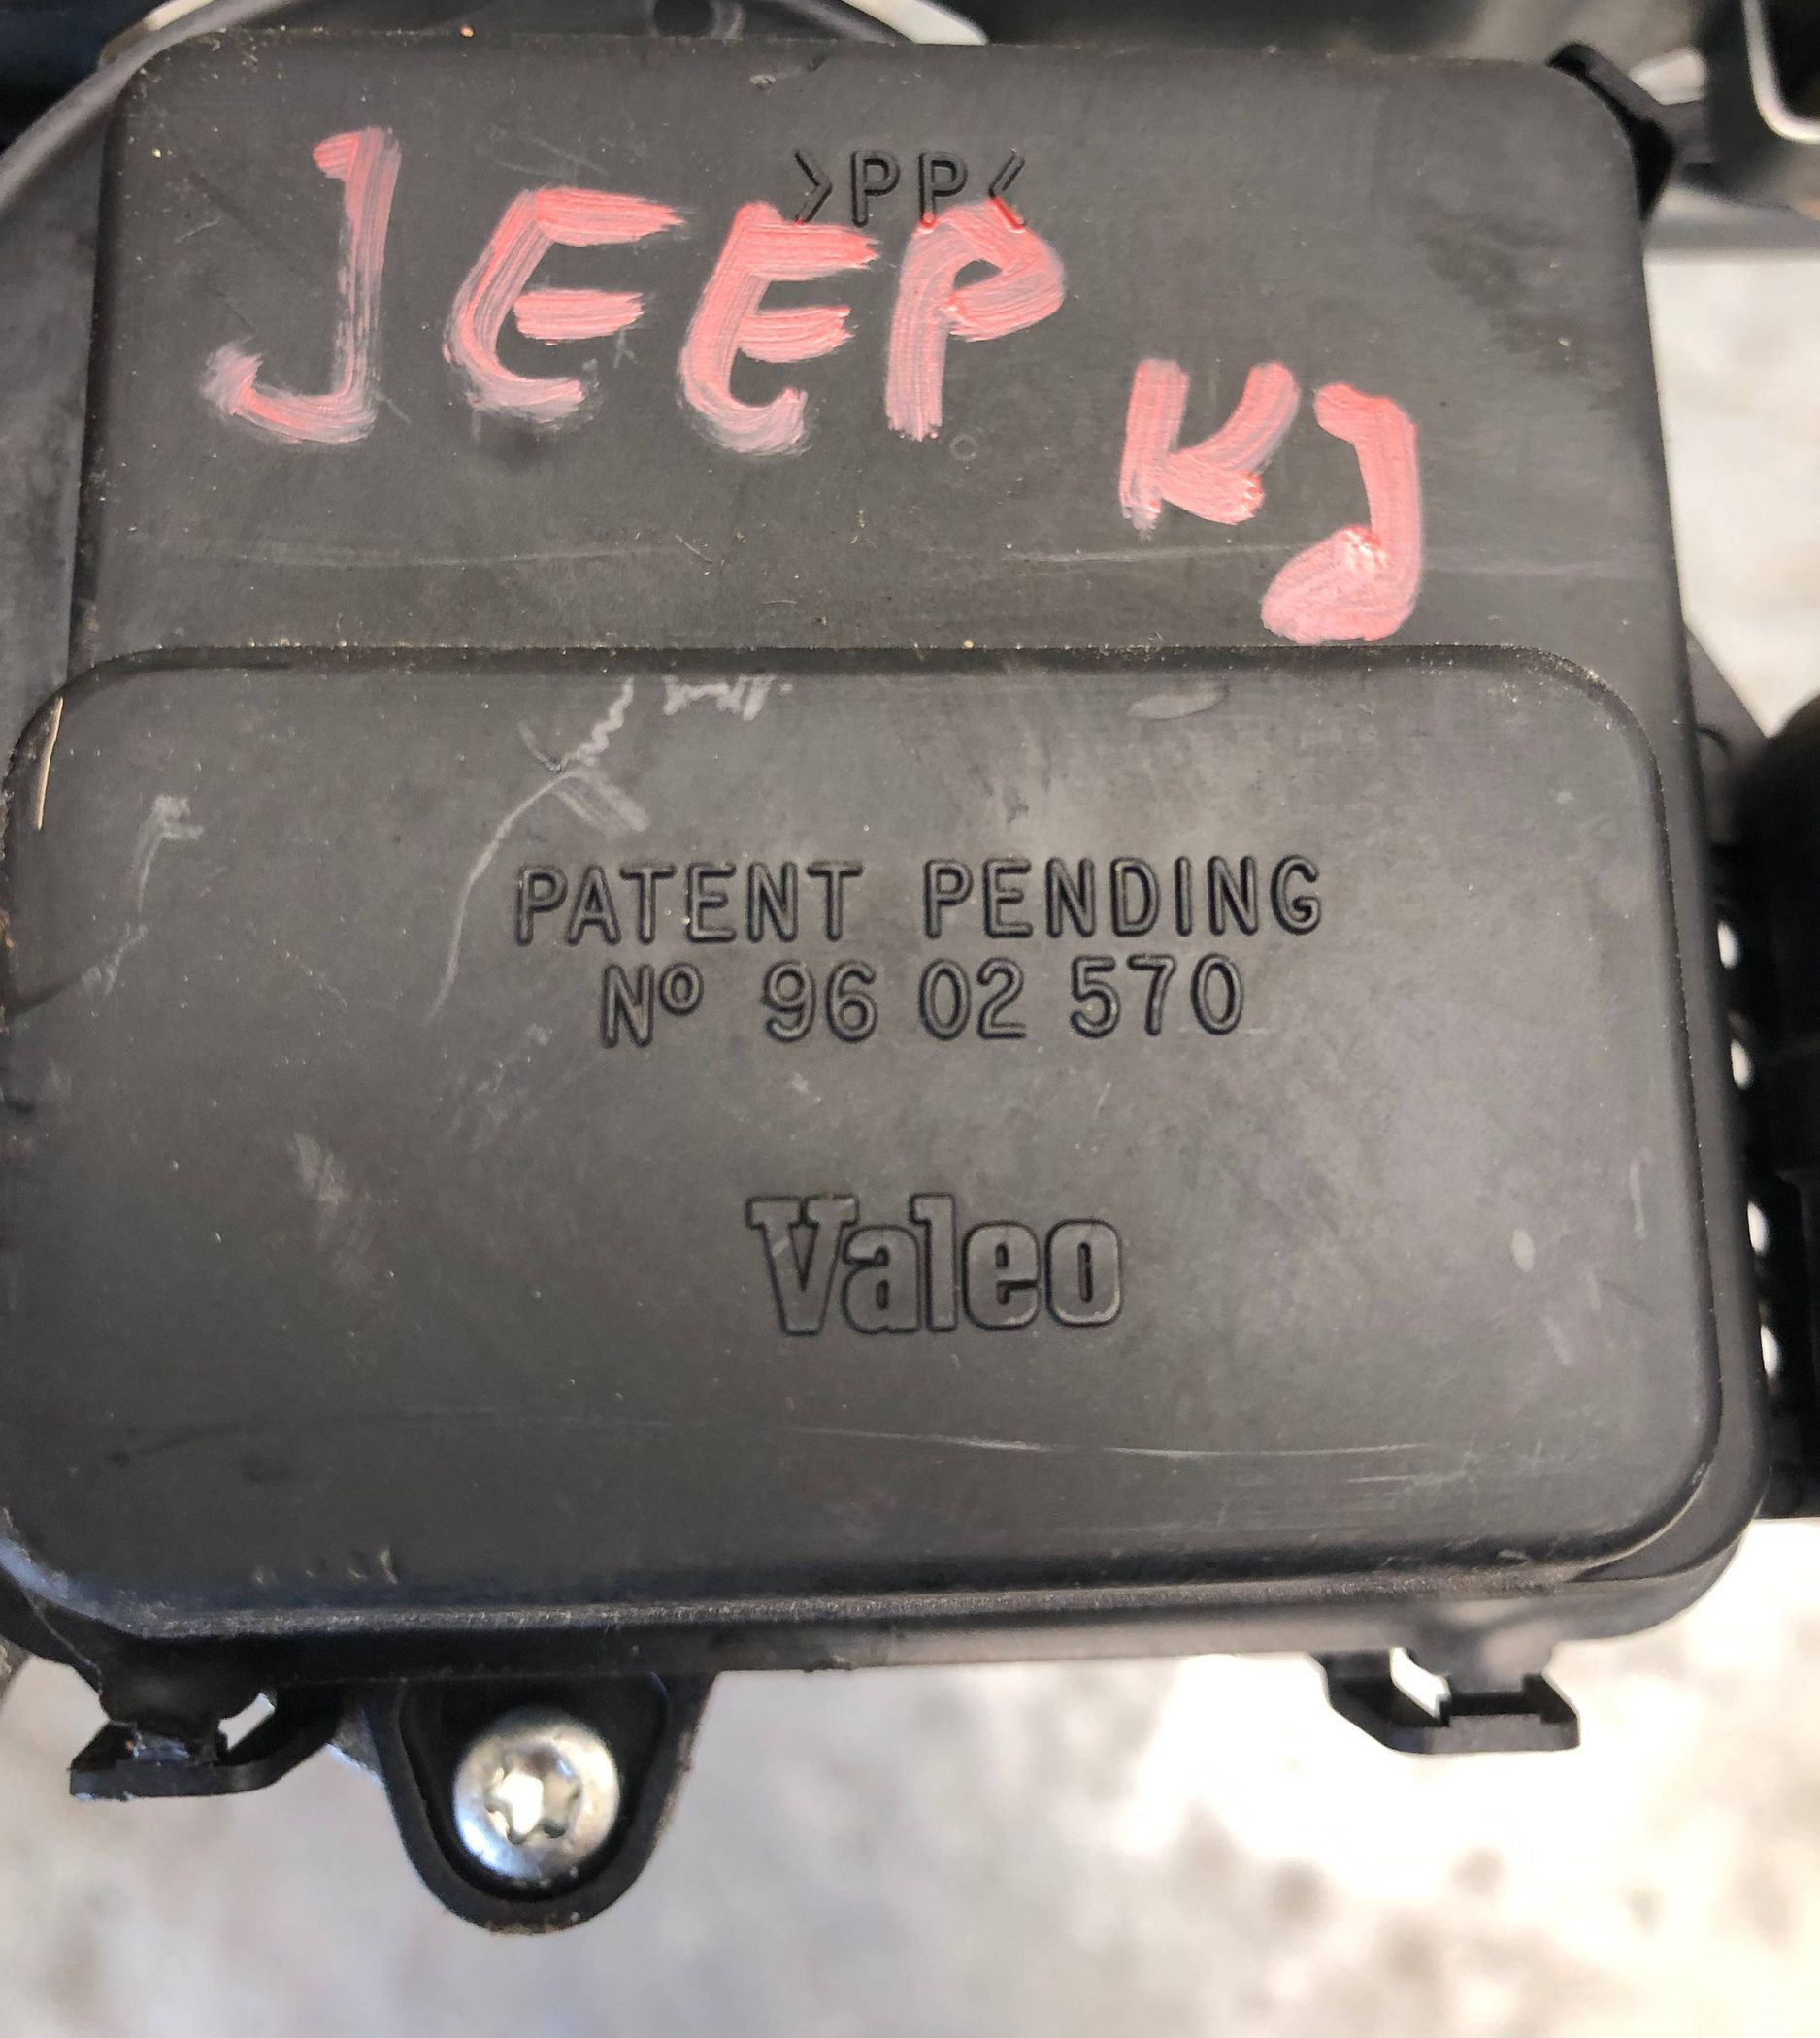 >PP<
JEEP
KJ
PATENT PENDING
Nº 96 02 570
Valeo